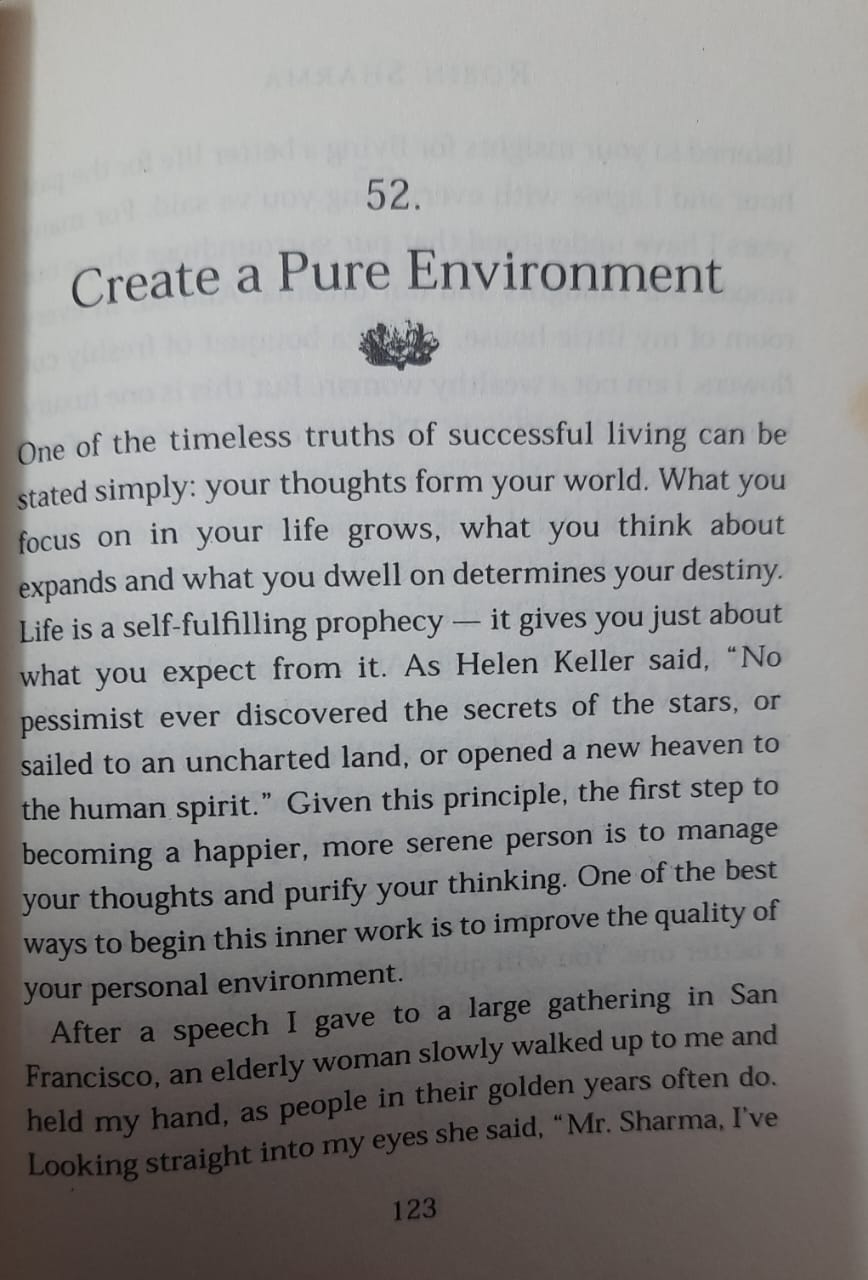 52.
Create a Pure Environment
One of the timeless truths of successful living can be
stated simply: your thoughts form your world. What you
focus on in your life grows, what you think about
expands and what you dwell on determines your destiny.
Life is a self-fulfilling prophecy — it gives you just about
what you expect from it. As Helen Keller said, “No
pessimist ever discovered the secrets of the stars, or
sailed to an uncharted land, or opened a new heaven to
the human spirit.” Given this principle, the first step to
becoming a happier, more serene person is to manage
your thoughts and purify your thinking. One of the best
ways to begin this inner work is to improve the quality of
your personal environment.
After a speech I gave to a large gathering in San
Francisco, an elderly woman slowly walked up to me and
held my hand, as people in their golden years often do.
Looking straight into my eyes she said, “Mr. Sharma, I’ve
123